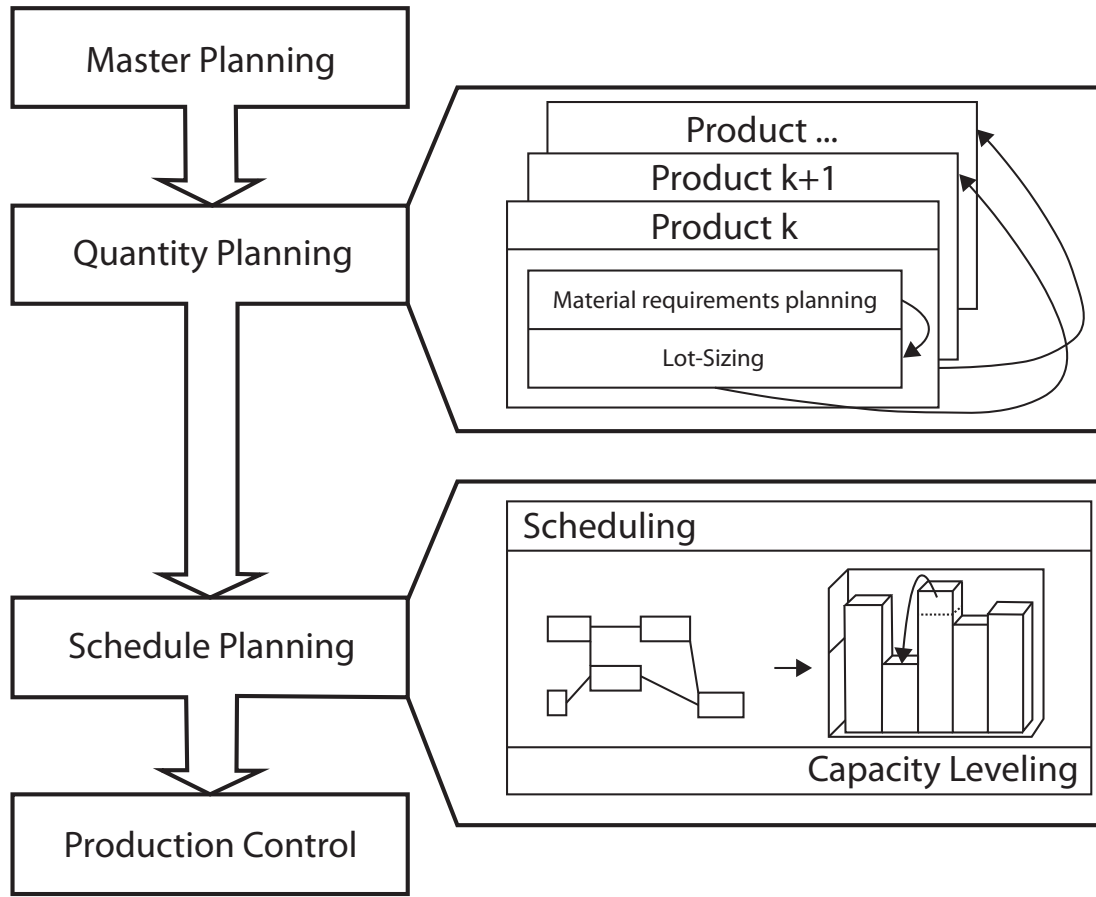 Master Planning
Quantity Planning
Product ...
Product k+1
Product k
Material requirements planning
Lot-Sizing
Schedule Planning
Scheduling
Capacity Leveling
Production Control